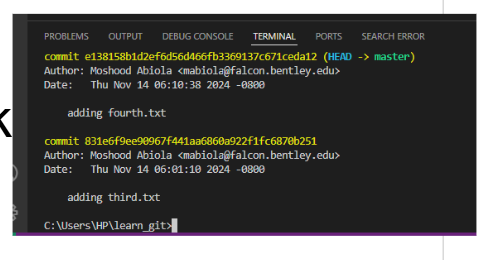 PROBLEMS OUTPUT DEBUG CONSOLE TERMINAL PORTS SEARCH ERROR
commit e138158b1d2ef6d56d466fb3369137c671ceda12 (HEAD -> master)
Author: Moshood Abiola <mabiola@falcon.bentley.edu>
Date: Thu Nov 14 06:10:38 2024 -0800
adding fourth.txt
k
commit 831e6f9ee90967f441aa6860a922f1fc6870b251
Author: Moshood Abiola <mabiola@falcon.bentley.edu>
Date: Thu Nov 14 06:01:10 2024 -0800
adding third.txt
C:\Users\HP\learn_git>